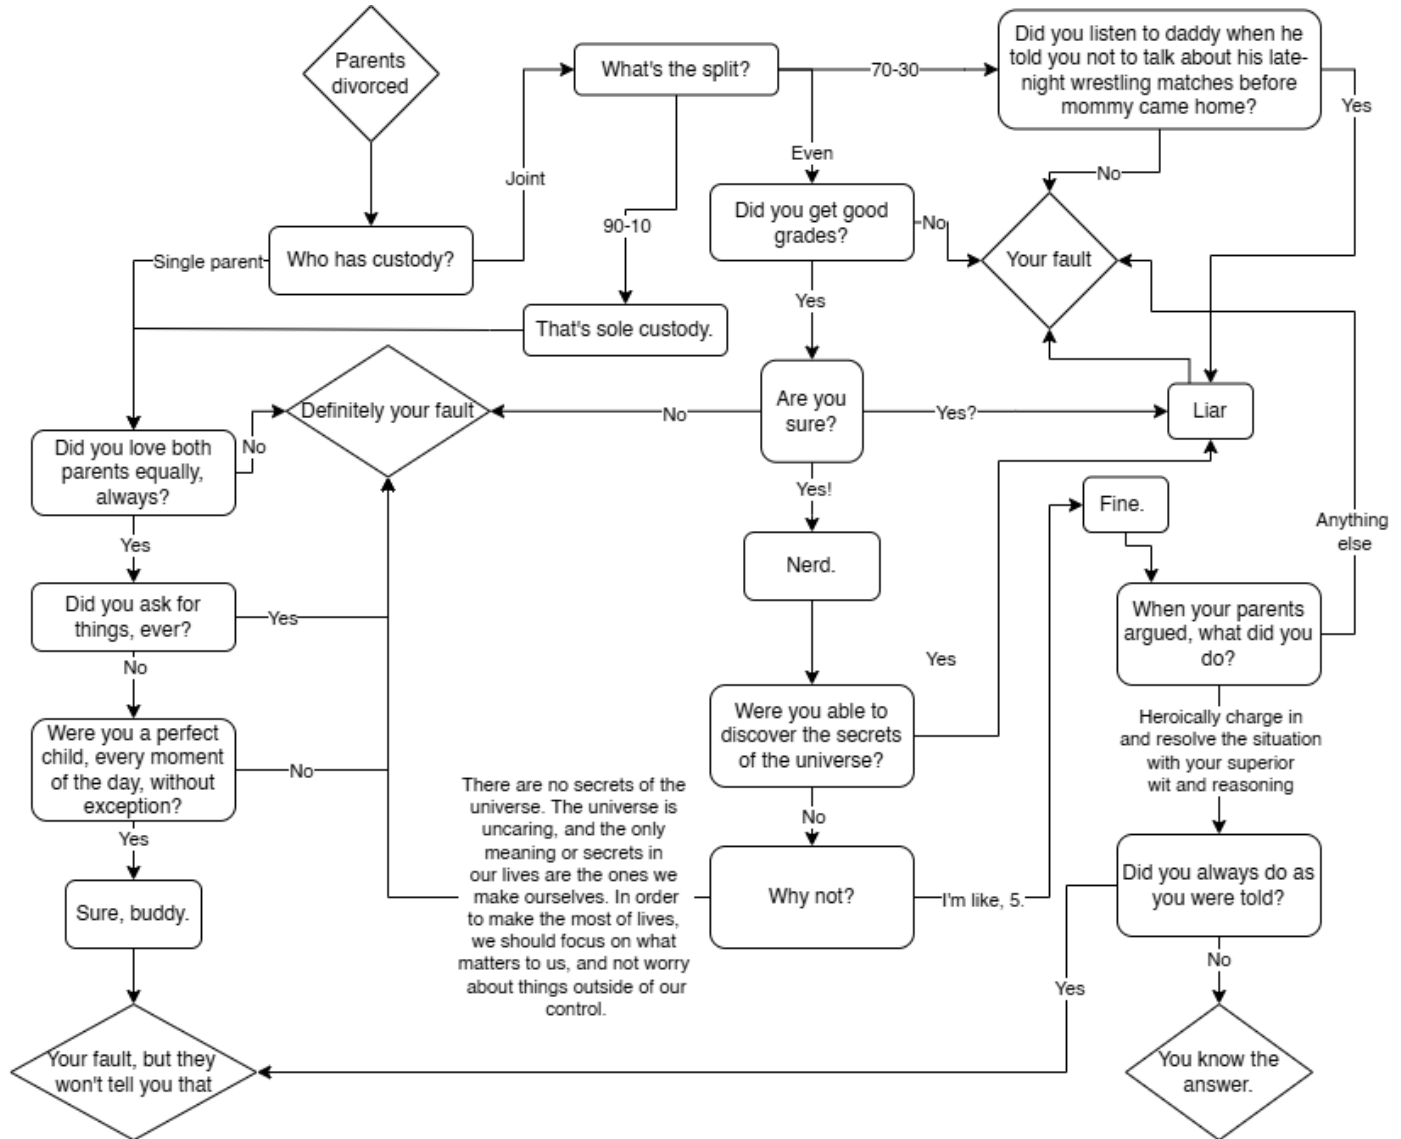 Parents
divorced
What's the split?
70-30
Did you listen to daddy when he
told you not to talk about his late-
night wrestling matches before
mommy came home?
Yes
Joint
Even
No
90-10
Did you get good
grades?
No
Your fault
Single parent
Who has custody?
Yes
That's sole custody.
Definitely your fault
No
Are you
sure?
Yes?
Liar
Did you love both
parents equally,
always?
No
Yes!
Fine.
Anything
else
Yes
Nerd.
Did you ask for
things, ever?
Yes
When your parents
argued, what did you
do?
No
Yes
Were you able to
discover the secrets
of the universe?
Heroically charge in
and resolve the situation
with your superior
wit and reasoning
Were you a perfect
child, every moment
of the day, without
exception?
No
There are no secrets of the
universe. The universe is
uncaring, and the only
meaning or secrets in
our lives are the ones we
make ourselves. In order
to make the most of lives,
we should focus on what
matters to us, and not worry
about things outside of our
control.
No
Yes
Why not?
I'm like, 5.
Did you always do as
you were told?
Sure, buddy.
No
Yes
Your fault, but they
won't tell you that
You know the
answer.